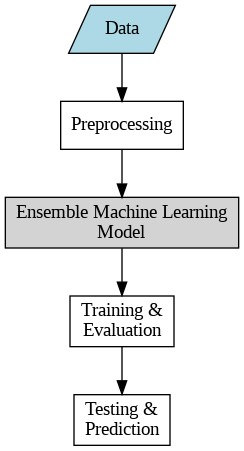 Data
Preprocessing
Ensemble Machine Learning
Model
Training &
Evaluation
Testing &
Prediction